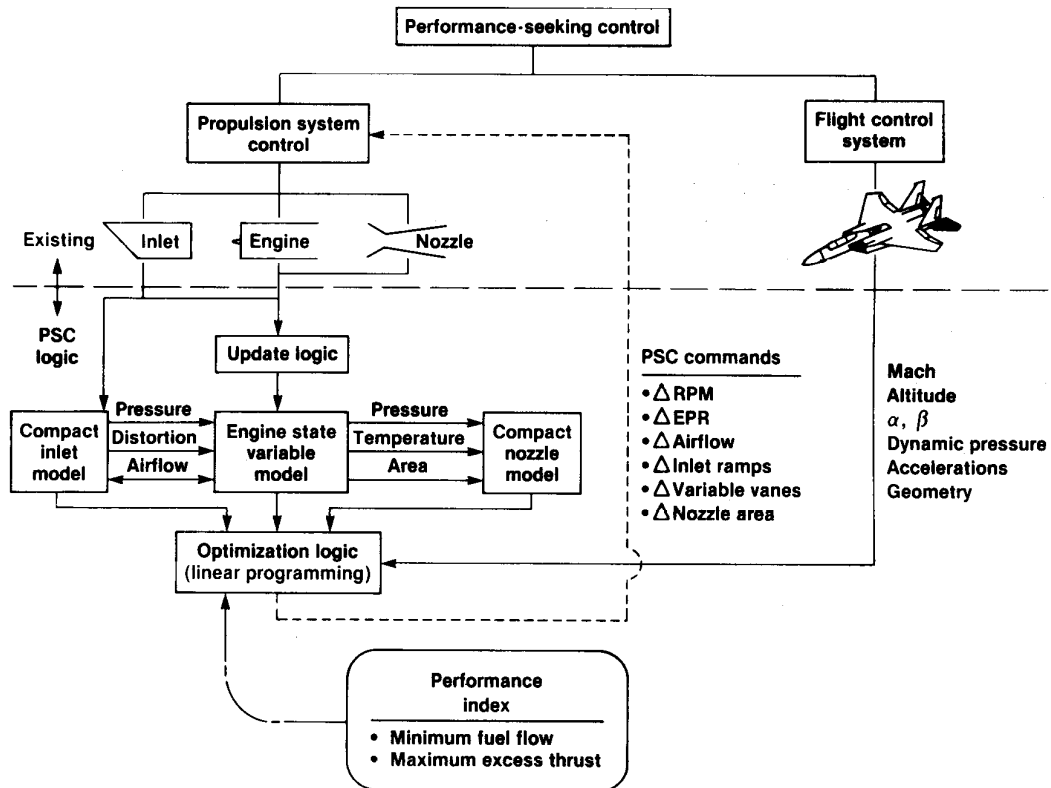 Performance-seeking control
Propulsion system
control
Flight control
system
Existing
Inlet
Engine
Nozzle
PSC
logic
Update logic
PSC commands
• Δ RPM
• Δ EPR
• Δ Airflow
• Δ Inlet ramps
• Δ Variable vanes
• Δ Nozzle area
Mach
Altitude
α, β
Dynamic pressure
Accelerations
Geometry
Compact
inlet
model
Pressure
Distortion
Airflow
Engine state
variable
model
Pressure
Temperature
Area
Compact
nozzle
model
Optimization logic
(linear programming)
Performance
index
• Minimum fuel flow
• Maximum excess thrust